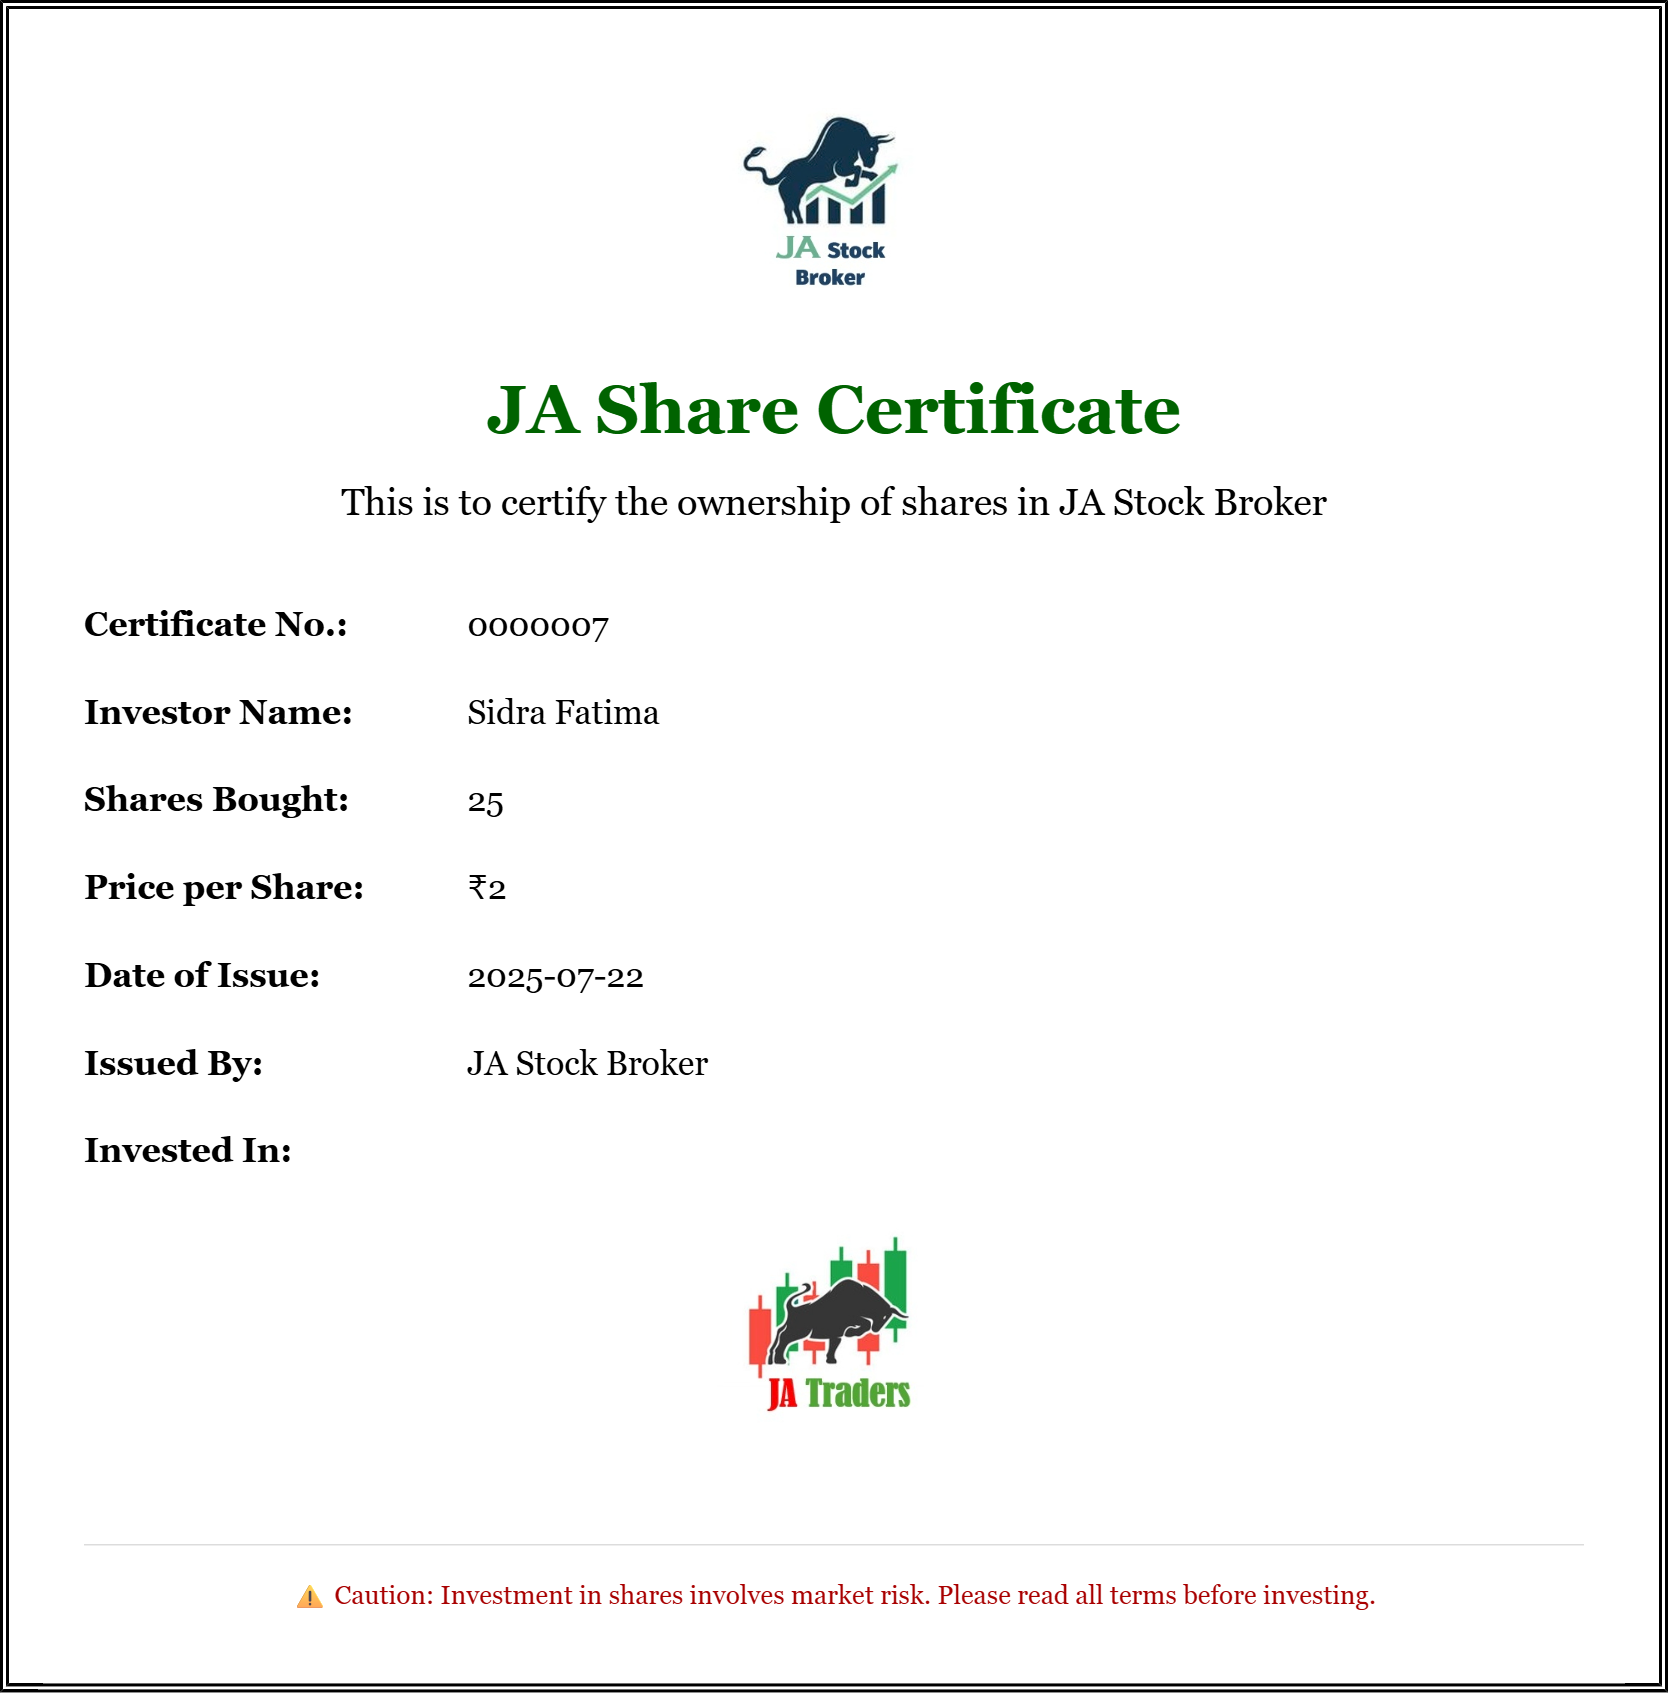 JA Stock
Broker
JA Share Certificate
This is to certify the ownership of shares in JA Stock Broker
Certificate No.: 0000007
Investor Name: Sidra Fatima
Shares Bought: 25
Price per Share: ₹2
Date of Issue: 2025-07-22
Issued By: JA Stock Broker
Invested In:
JA Traders
⚠️ Caution: Investment in shares involves market risk. Please read all terms before investing.